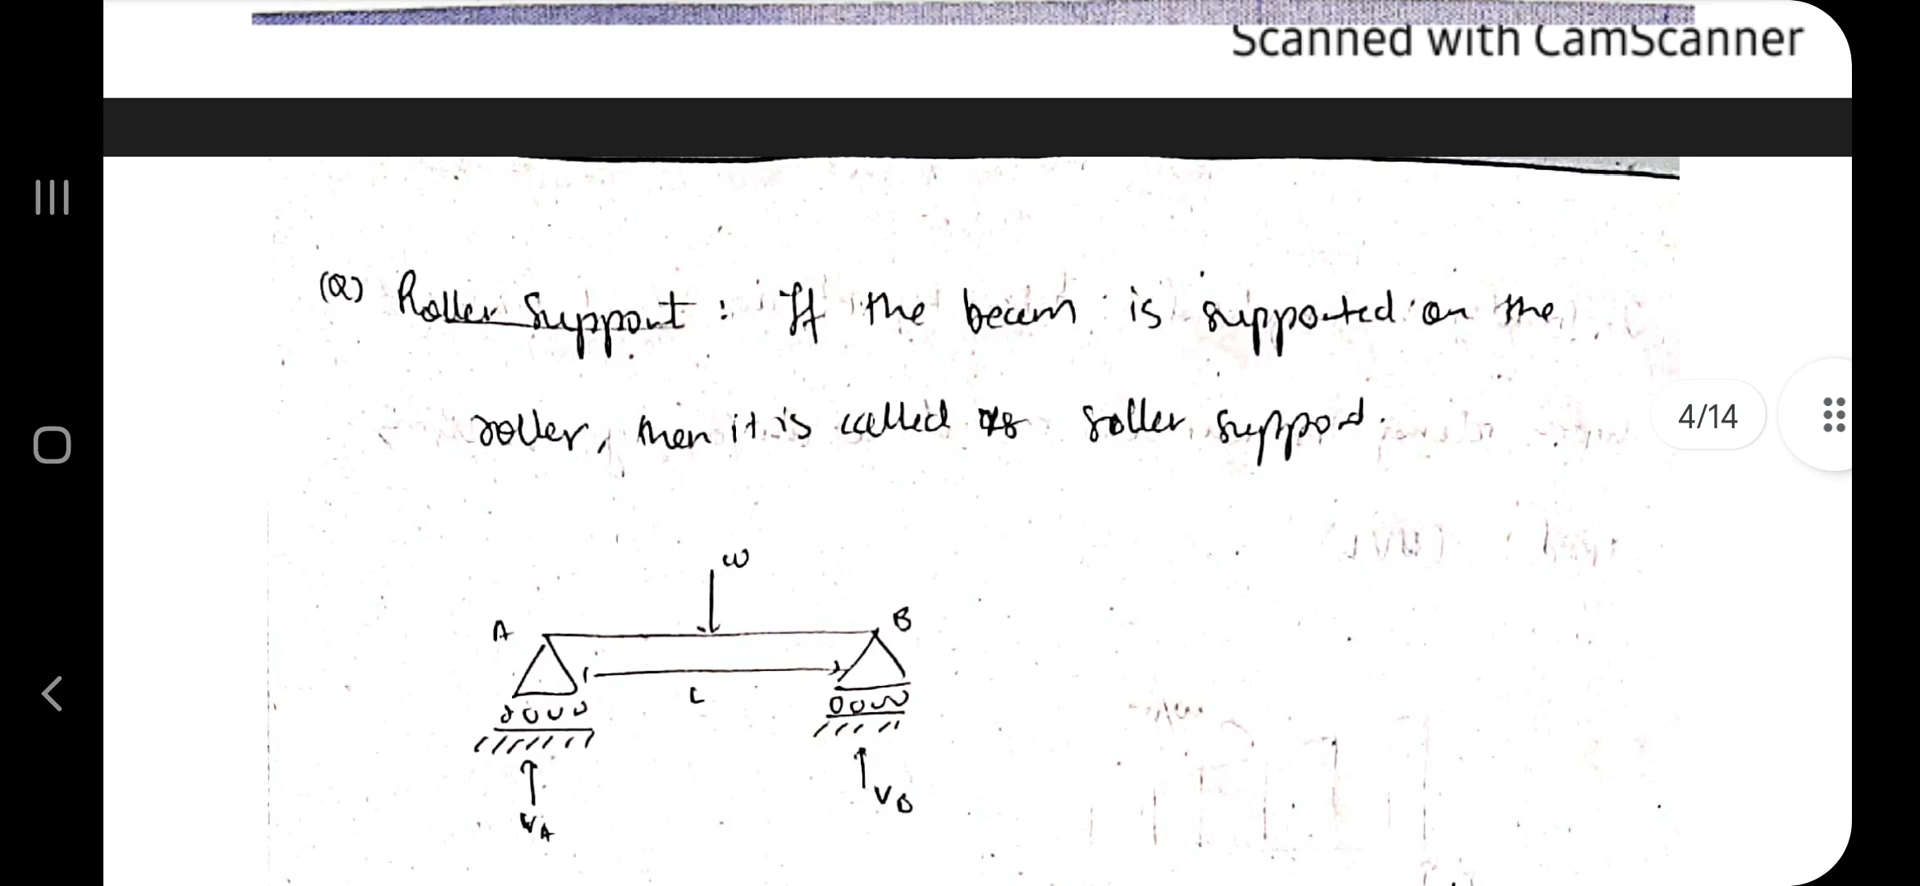 Scanned with CamScanner
(Q) Roller Support : If the beam is supported on the
roller, then it is called as roller support.
4/14
w
A
B
L
VA
VB